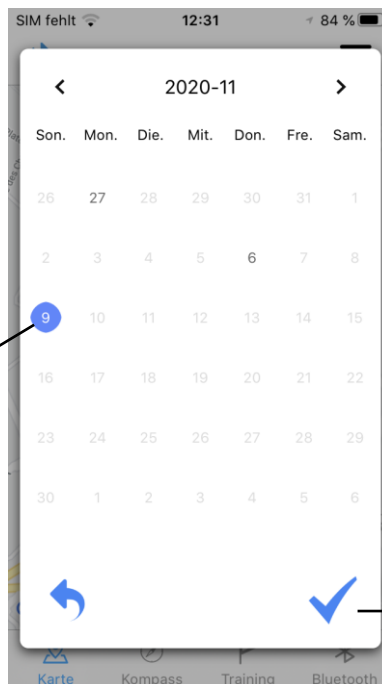 SIM fehlt 12:31 84 %
2020-11
Son. Mon. Die. Mit. Don. Fre. Sam.
26 27 28 29 30 31 1
2 3 4 5 6 7 8
9 10 11 12 13 14 15
16 17 18 19 20 21 22
23 24 25 26 27 28 29
30 1 2 3 4 5 6
Karte Kompass Training Bluetooth